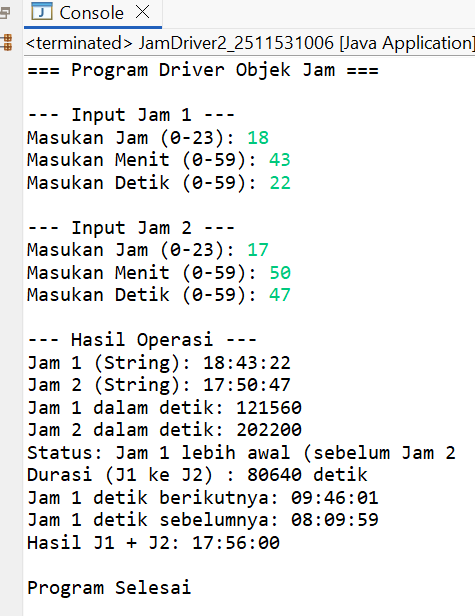 Console
<terminated> JamDriver2_2511531006 [Java Application]
=== Program Driver Objek Jam ===
--- Input Jam 1 ---
Masukan Jam (0-23): 18
Masukan Menit (0-59): 43
Masukan Detik (0-59): 22
--- Input Jam 2 ---
Masukan Jam (0-23): 17
Masukan Menit (0-59): 50
Masukan Detik (0-59): 47
--- Hasil Operasi ---
Jam 1 (String): 18:43:22
Jam 2 (String): 17:50:47
Jam 1 dalam detik: 121560
Jam 2 dalam detik: 202200
Status: Jam 1 lebih awal (sebelum Jam 2
Durasi (J1 ke J2) : 80640 detik
Jam 1 detik berikutnya: 09:46:01
Jam 1 detik sebelumnya: 08:09:59
Hasil J1 + J2: 17:56:00
Program Selesai